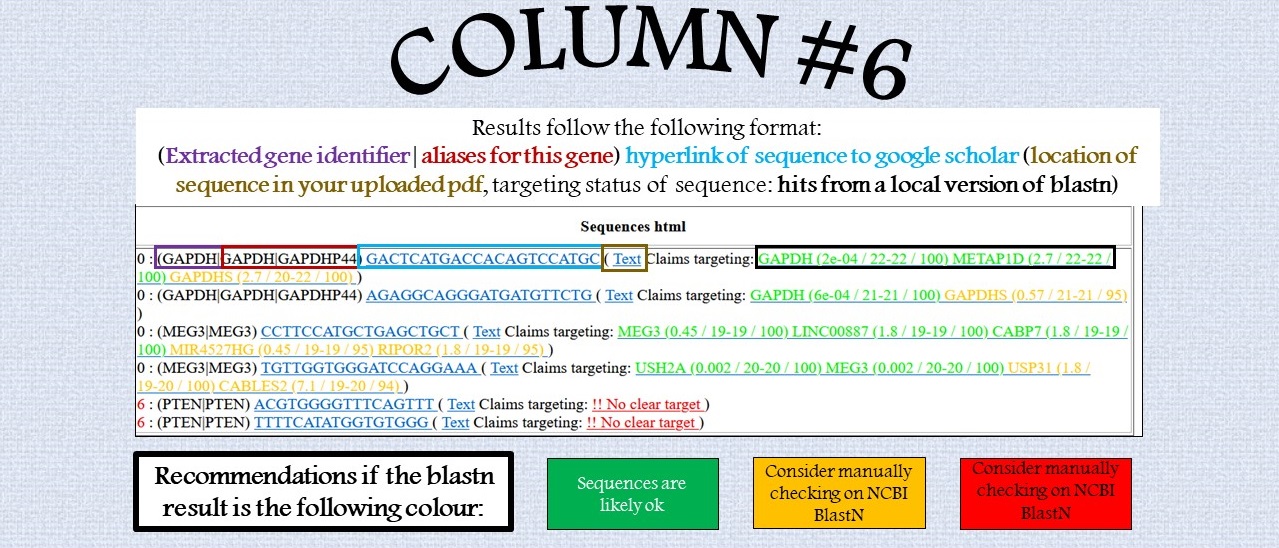 COLUMN #6
Results follow the following format:
(Extracted gene identifier | aliases for this gene) hyperlink of sequence to google scholar (location of
sequence in your uploaded pdf, targeting status of sequence: hits from a local version of blastn)
Sequences html
0 : (GAPDH|GAPDH|GAPDHP44) GACTCATGACCACAGTCCATGC ( Text Claims targeting: GAPDH (2e-04 / 22-22 / 100) METAP1D (2.7 / 22-22 /
100) GAPDHS (2.7 / 20-22 / 100) )
0 : (GAPDH|GAPDH|GAPDHP44) AGAGGCAGGGATGATGTTCTG ( Text Claims targeting: GAPDH (6e-04 / 21-21 / 100) GAPDHS (0.57 / 21-21 / 95)
)
0 : (MEG3|MEG3) CCTTCCATGCTGAGCTGCT ( Text Claims targeting: MEG3 (0.45 / 19-19 / 100) LINC00887 (1.8 / 19-19 / 100) CABP7 (1.8 / 19-19 /
100) MIR4527HG (0.45 / 19-19 / 95) RIPOR2 (1.8 / 19-19 / 95) )
0 : (MEG3|MEG3) TGTTGGTGGGATCCAGGAAA ( Text Claims targeting: USH2A (0.002 / 20-20 / 100) MEG3 (0.002 / 20-20 / 100) USP31 (1.8 /
19-20 / 100) CABLES2 (7.1 / 19-20 / 94) )
6 : (PTEN|PTEN) ACGTGGGGTTTCAGTTT ( Text Claims targeting: !! No clear target )
6 : (PTEN|PTEN) TTTTCATATGGTGTGGG ( Text Claims targeting: !! No clear target )
Recommendations if the blastn
result is the following colour:
Sequences are
likely ok
Consider manually
checking on NCBI
BlastN
Consider manually
checking on NCBI
BlastN